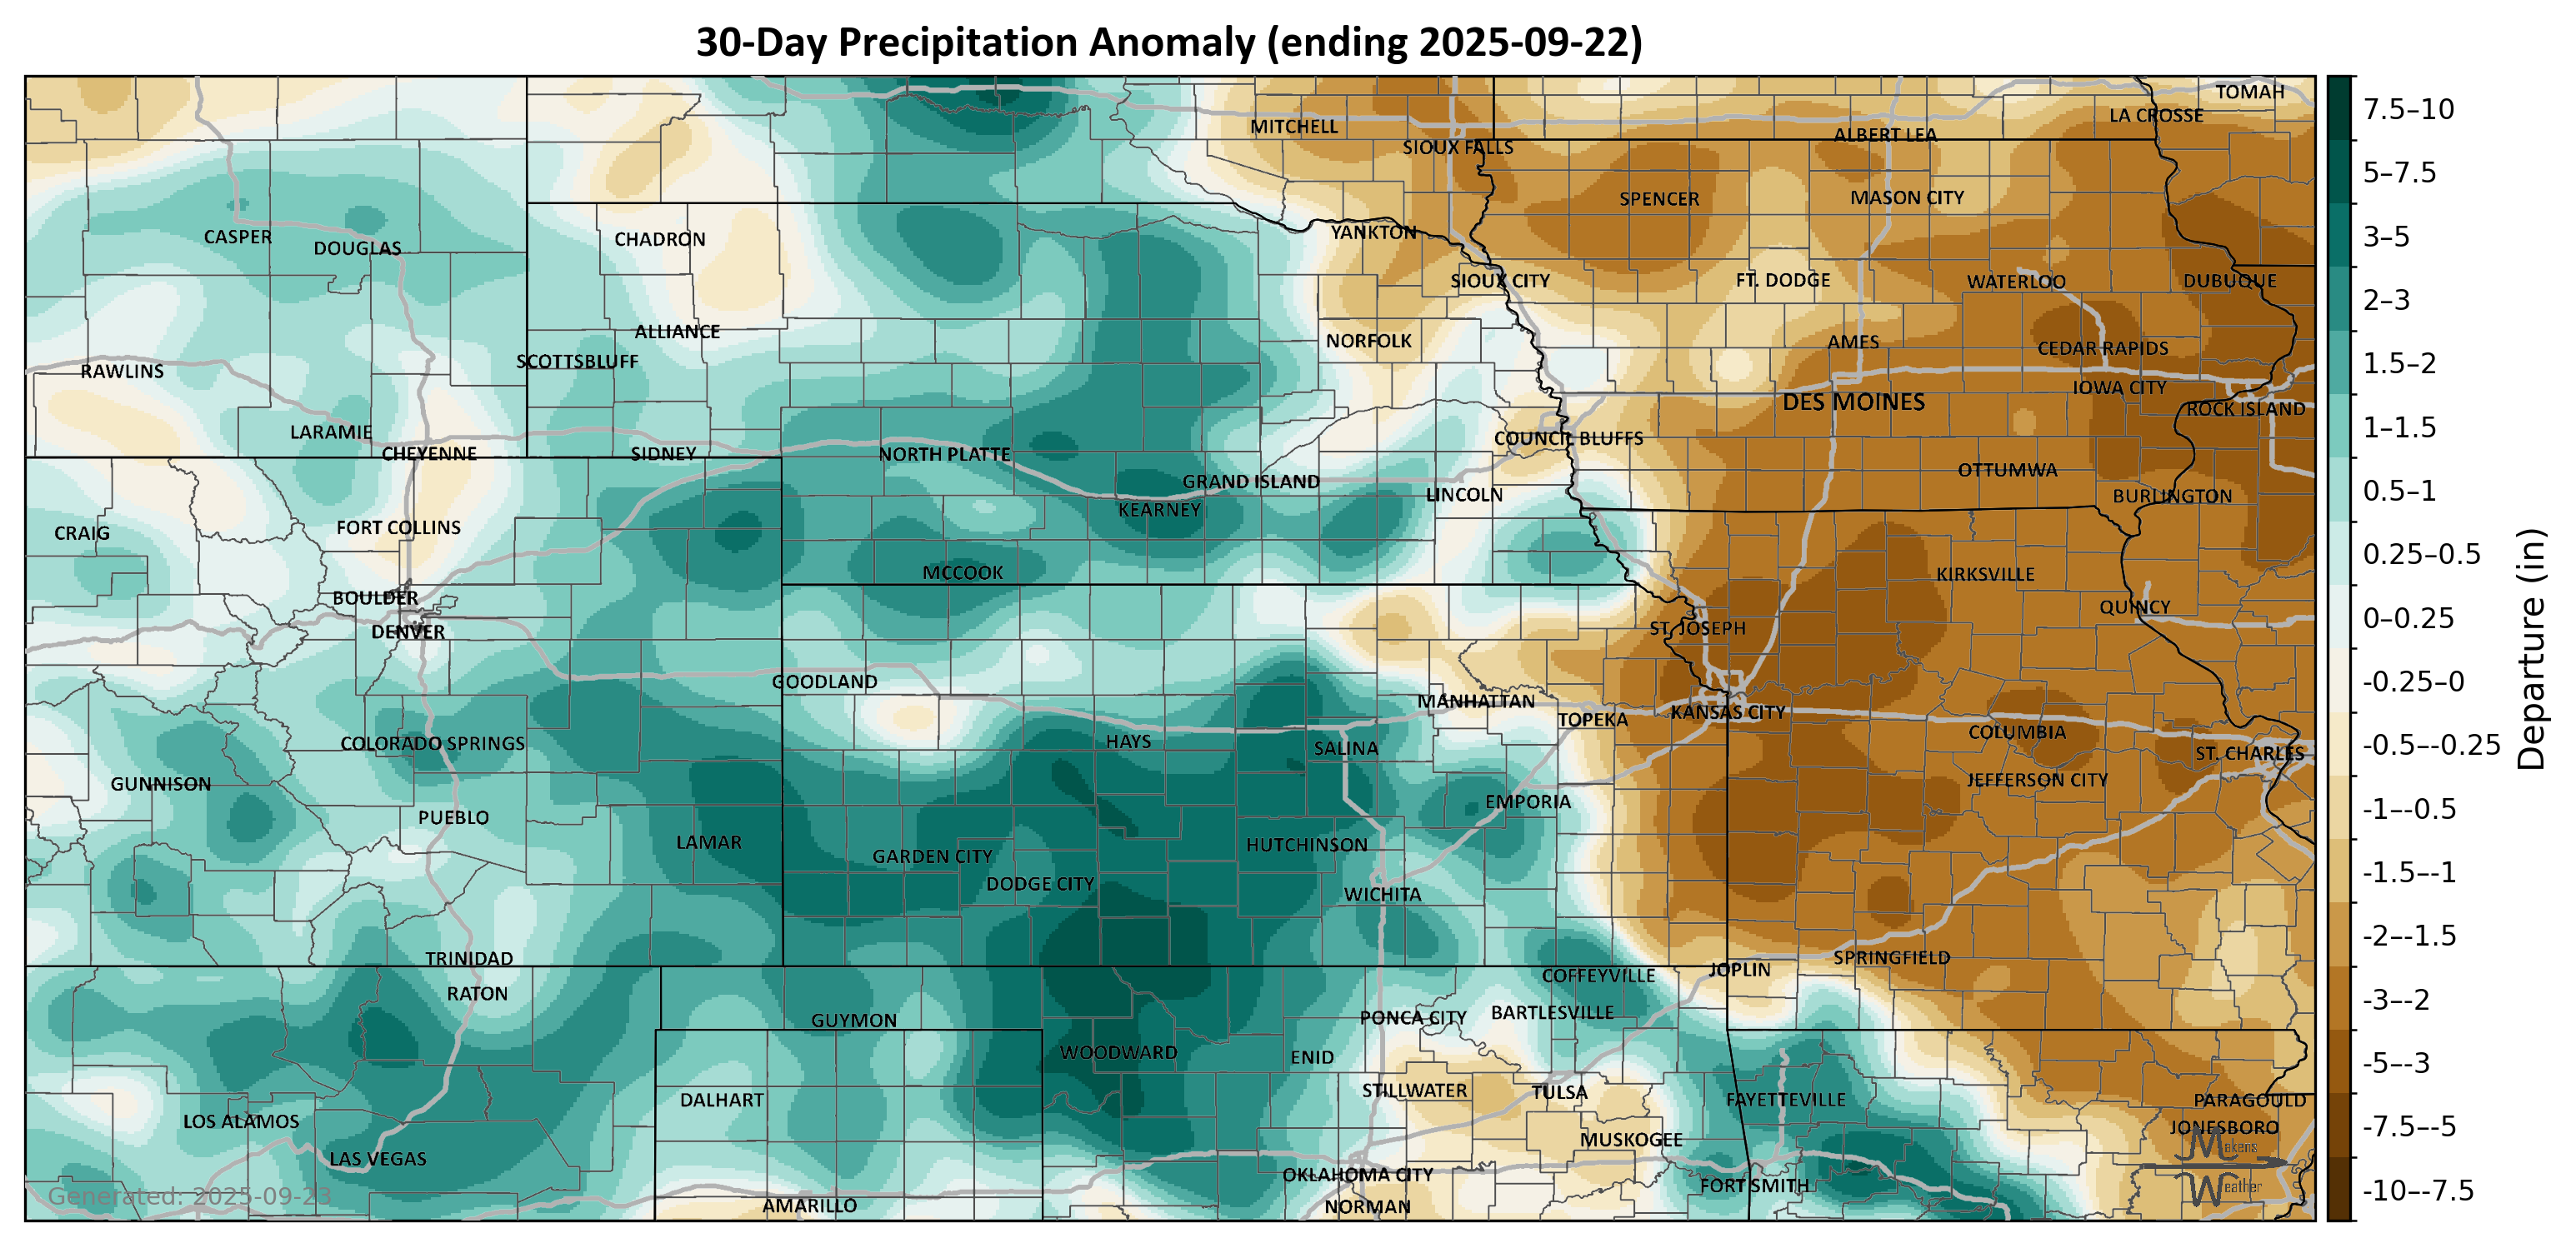 30-Day Precipitation Anomaly (ending 2025-09-22)
TOMAH
LA CROSSE
MITCHELL
ALBERT LEA
SIOUX FALLS
SPENCER
MASON CITY
CASPER
DOUGLAS
CHADRON
YANKTON
SIOUX CITY
FT. DODGE
WATERLOO
DUBUQUE
ALLIANCE
NORFOLK
AMES
CEDAR RAPIDS
SCOTTSBLUFF
RAWLINS
IOWA CITY
DES MOINES
ROCK ISLAND
LARAMIE
CHEYENNE
SIDNEY
NORTH PLATTE
COUNCIL BLUFFS
OTTUMWA
GRAND ISLAND
LINCOLN
BURLINGTON
KEARNEY
CRAIG
FORT COLLINS
MCCOOK
KIRKSVILLE
BOULDER
QUINCY
DENVER
ST. JOSEPH
GOODLAND
MANHATTAN
KANSAS CITY
TOPEKA
COLUMBIA
COLORADO SPRINGS
HAYS
SALINA
ST. CHARLES
GUNNISON
JEFFERSON CITY
EMPORIA
PUEBLO
LAMAR
HUTCHINSON
GARDEN CITY
DODGE CITY
WICHITA
TRINIDAD
SPRINGFIELD
JOPLIN
COFFEYVILLE
RATON
GUYMON
PONCA CITY
BARTLESVILLE
WOODWARD
ENID
DALHART
STILLWATER
TULSA
FAYETTEVILLE
PARAGOULD
LOS ALAMOS
JONESBORO
MUSKOGEE
LAS VEGAS
OKLAHOMA CITY
FORT SMITH
AMARILLO
NORMAN
Generated: 2025-09-23
Makens
Weather
7.5–10
5–7.5
3–5
2–3
1.5–2
1–1.5
0.5–1
0.25–0.5
0–0.25
-0.25–0
-0.5–-0.25
-1–-0.5
-1.5–-1
-2–-1.5
-3–-2
-5–-3
-7.5–-5
-10–-7.5
Departure (in)